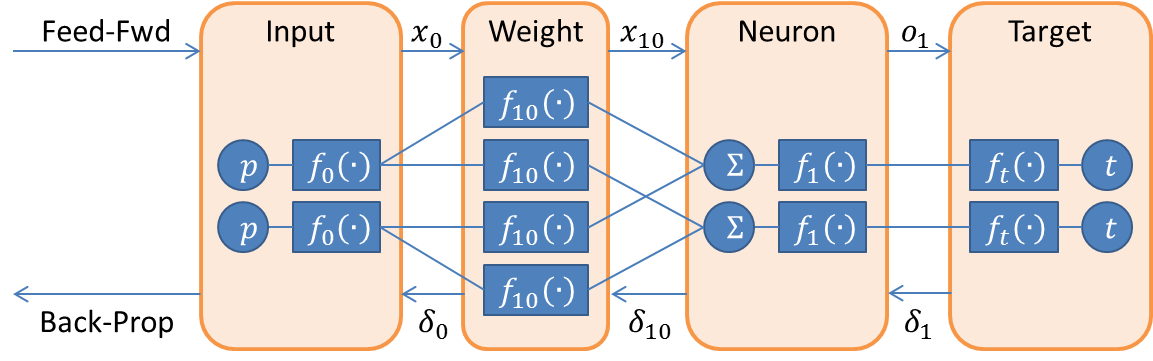 Feed-Fwd Input x₀ Weight x₁₀ Neuron o₁ Target
f₁₀(·)
p f₀(·) f₁₀(·) Σ f₁(·) fₜ(·) t
p f₀(·) f₁₀(·) Σ f₁(·) fₜ(·) t
f₁₀(·)
Back-Prop δ₀ δ₁₀ δ₁